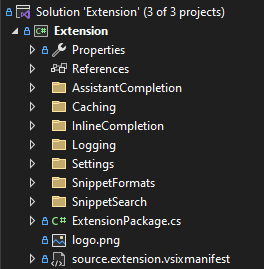 Solution 'Extension' (3 of 3 projects)
C# Extension
Properties
References
AssistantCompletion
Caching
InlineCompletion
Logging
Settings
SnippetFormats
SnippetSearch
C# ExtensionPackage.cs
logo.png
source.extension.vsixmanifest